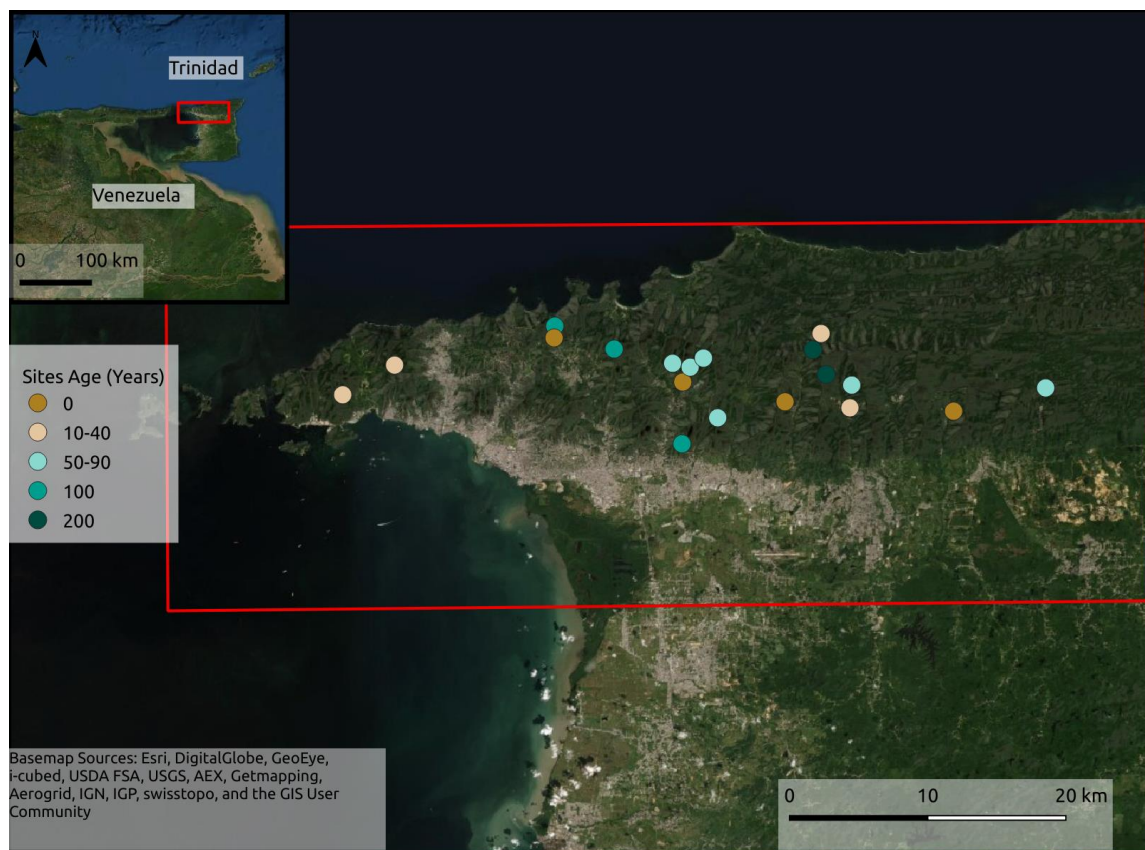 N
Trinidad
Venezuela
0 100 km
Sites Age (Years)
0
10-40
50-90
100
200
Basemap Sources: Esri, DigitalGlobe, GeoEye,
i-cubed, USDA FSA, USGS, AEX, Getmapping,
Aerogrid, IGN, IGP, swisstopo, and the GIS User
Community
0 10 20 km